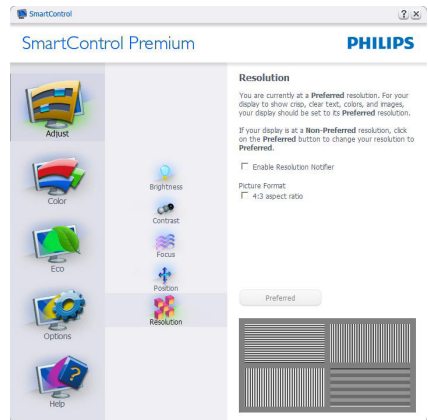 SmartControl
SmartControl Premium
PHILIPS
Adjust
Color
Eco
Options
Help
Brightness
Contrast
Focus
Position
Resolution
Resolution
You are currently at a Preferred resolution. For your
display to show crisp, clear text, colors, and images,
your display should be set to its Preferred resolution.
If your display is at a Non-Preferred resolution, click
on the Preferred button to change your resolution to
Preferred.
Enable Resolution Notifier
Picture Format
4:3 aspect ratio
Preferred